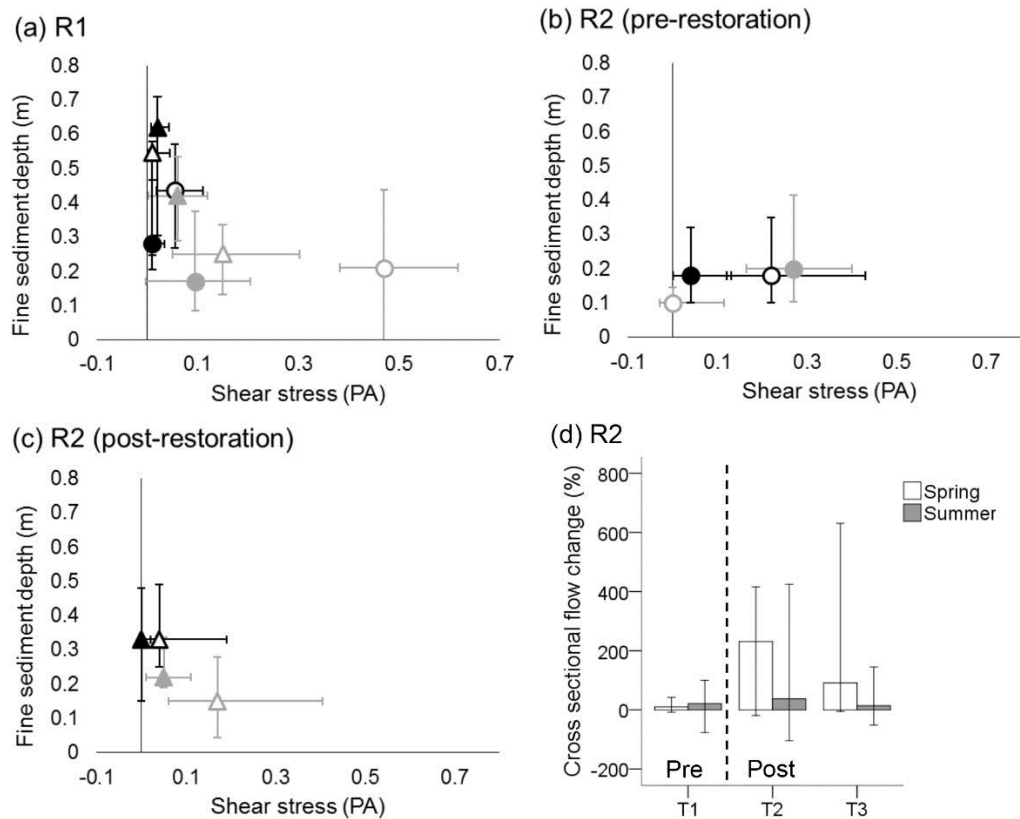 (a) R1
Fine sediment depth (m)
0.8
0.7
0.6
0.5
0.4
0.3
0.2
0.1
0
-0.1
0.1
0.3
0.5
0.7
Shear stress (PA)
(b) R2 (pre-restoration)
Fine sediment depth (m)
0.8
0.7
0.6
0.5
0.4
0.3
0.2
0.1
0
-0.1
0.1
0.3
0.5
0.7
Shear stress (PA)
(c) R2 (post-restoration)
Fine sediment depth (m)
0.8
0.7
0.6
0.5
0.4
0.3
0.2
0.1
0
-0.1
0.1
0.3
0.5
0.7
Shear stress (PA)
(d) R2
Cross sectional flow change (%)
800
600
400
200
0
-200
Pre
Post
T1
T2
T3
Spring
Summer